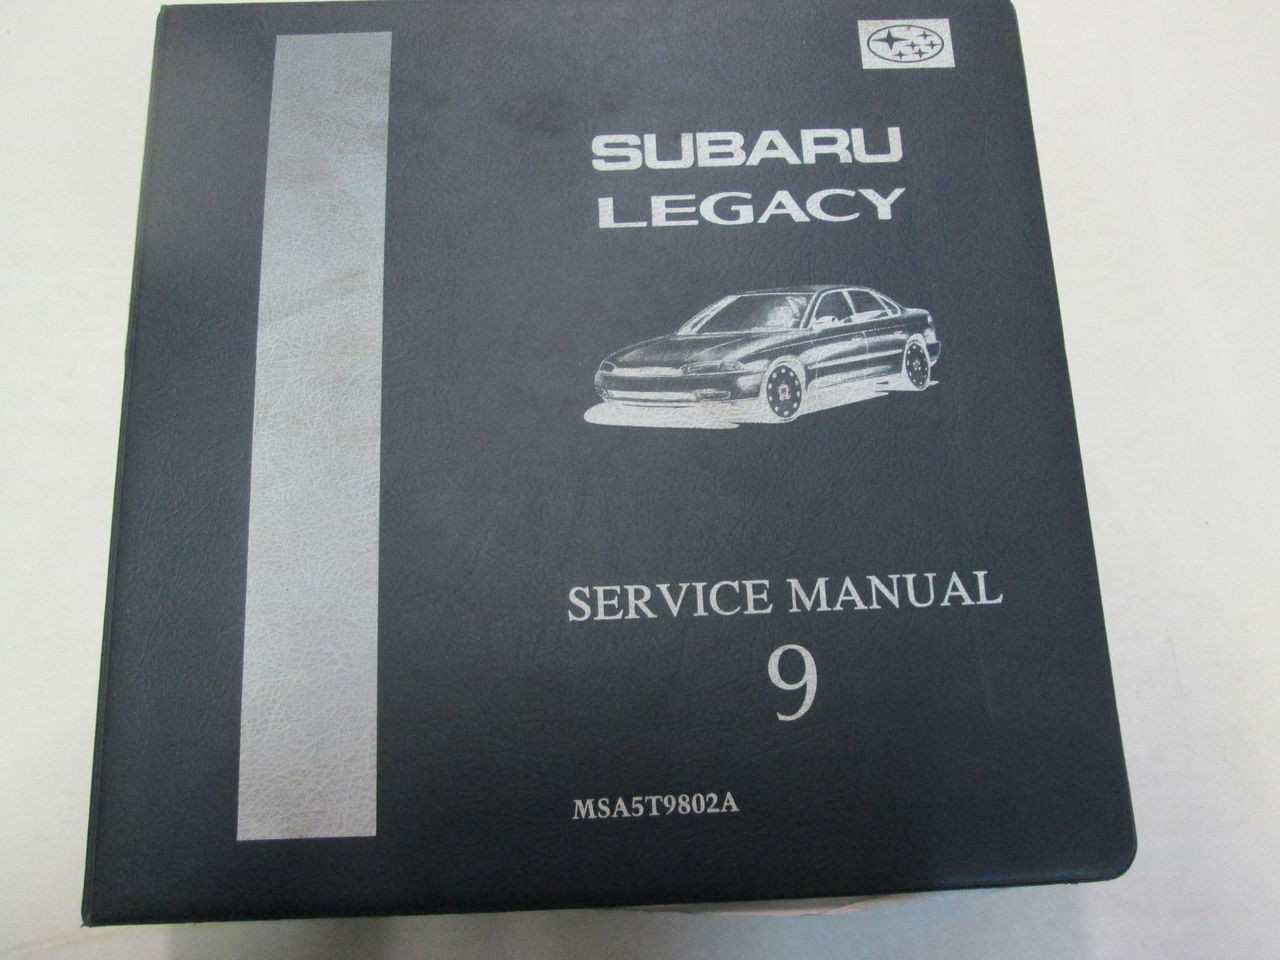 SUBARU
LEGACY
SERVICE MANUAL
9
MSA5T9802A